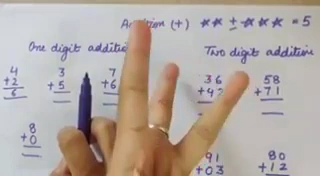 Addition (+) ★★ + ★★★ = 5
One digit addition Two digit addition
4 3 7 36 58
+2 +5 +6 +42 +71
6
8 91 80
+0 +03 +12